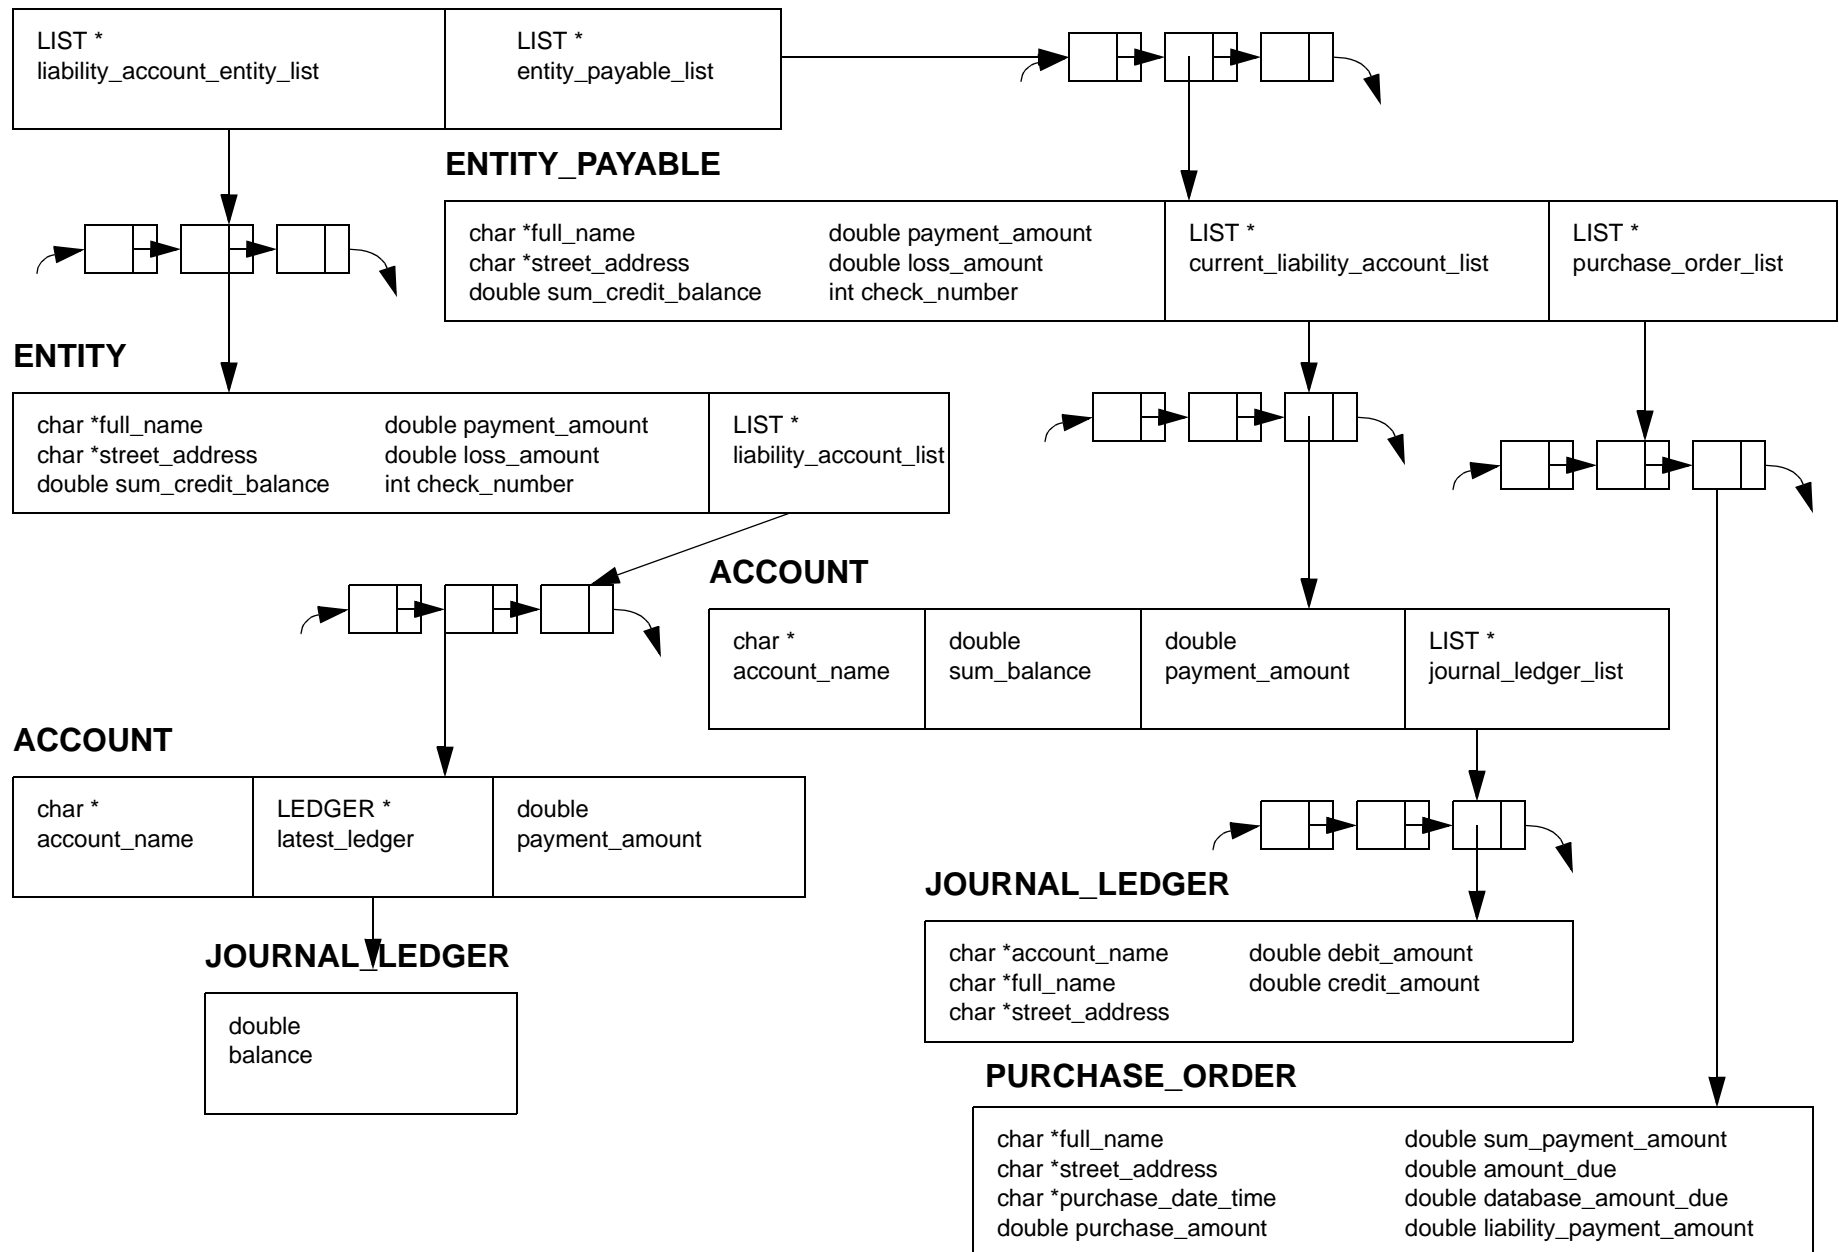 LIST *
liability_account_entity_list
LIST *
entity_payable_list
ENTITY_PAYABLE
char *full_name
char *street_address
double sum_credit_balance
double payment_amount
double loss_amount
int check_number
LIST *
current_liability_account_list
LIST *
purchase_order_list
ENTITY
char *full_name
char *street_address
double sum_credit_balance
double payment_amount
double loss_amount
int check_number
LIST *
liability_account_list
ACCOUNT
char *
account_name
double
sum_balance
double
payment_amount
LIST *
journal_ledger_list
ACCOUNT
char *
account_name
LEDGER *
latest_ledger
double
payment_amount
JOURNAL_LEDGER
char *account_name
char *full_name
char *street_address
double debit_amount
double credit_amount
JOURNAL_LEDGER
double
balance
PURCHASE_ORDER
char *full_name
char *street_address
char *purchase_date_time
double purchase_amount
double sum_payment_amount
double amount_due
double database_amount_due
double liability_payment_amount